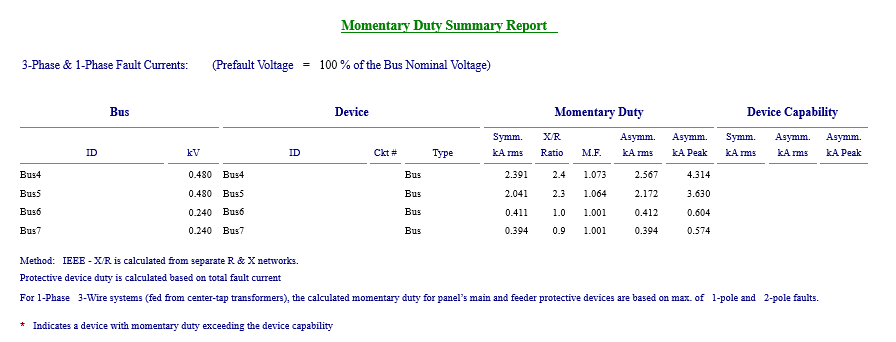 Momentary Duty Summary Report
3-Phase & 1-Phase Fault Currents: (Prefault Voltage = 100 % of the Bus Nominal Voltage)
Bus Device Momentary Duty Device Capability
Symm. X/R Asymm. Asymm. Symm. Asymm. Asymm.
ID kV ID Ckt # Type kA rms Ratio M.F. kA rms kA Peak kA rms kA rms kA Peak
Bus4 0.480 Bus4 Bus 2.391 2.4 1.073 2.567 4.314
Bus5 0.480 Bus5 Bus 2.041 2.3 1.064 2.172 3.630
Bus6 0.240 Bus6 Bus 0.411 1.0 1.001 0.412 0.604
Bus7 0.240 Bus7 Bus 0.394 0.9 1.001 0.394 0.574
Method: IEEE - X/R is calculated from separate R & X networks.
Protective device duty is calculated based on total fault current
For 1-Phase 3-Wire systems (fed from center-tap transformers), the calculated momentary duty for panel's main and feeder protective devices are based on max. of 1-pole and 2-pole faults.
* Indicates a device with momentary duty exceeding the device capability